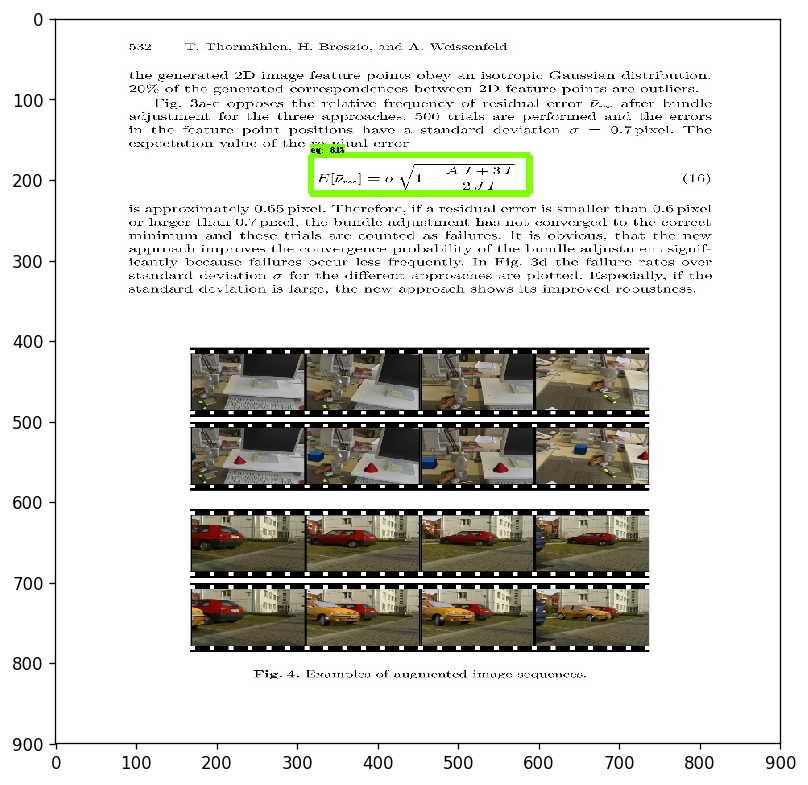 0
100
200
300
400
500
600
700
800
900
532 T. Thormählen, H. Broszio, and A. Weissenfeld
the generated 2D image feature points obey an isotropic Gaussian distribution.
20% of the generated correspondences between 2D feature points are outliers.
Fig. 3a-c opposes the relative frequency of residual error ν̄res after bundle
adjustment for the three approaches. 500 trials are performed and the errors
in the feature point positions have a standard deviation σ = 0.7 pixel. The
expectation value of the residual error
eq: 81%
E[ν̄res] = σ √(1 − (A J + 3 I) / (2 J I)) (16)
is approximately 0.65 pixel. Therefore, if a residual error is smaller than 0.6 pixel
or larger than 0.7 pixel, the bundle adjustment has not converged to the correct
minimum and these trials are counted as failures. It is obvious, that the new
approach improves the convergence probability of the bundle adjustment signif-
icantly because failures occur less frequently. In Fig. 3d the failure rates over
standard deviation σ for the different approaches are plotted. Especially, if the
standard deviation is large, the new approach shows its improved robustness.
Fig. 4. Examples of augmented image sequences.
0 100 200 300 400 500 600 700 800 900